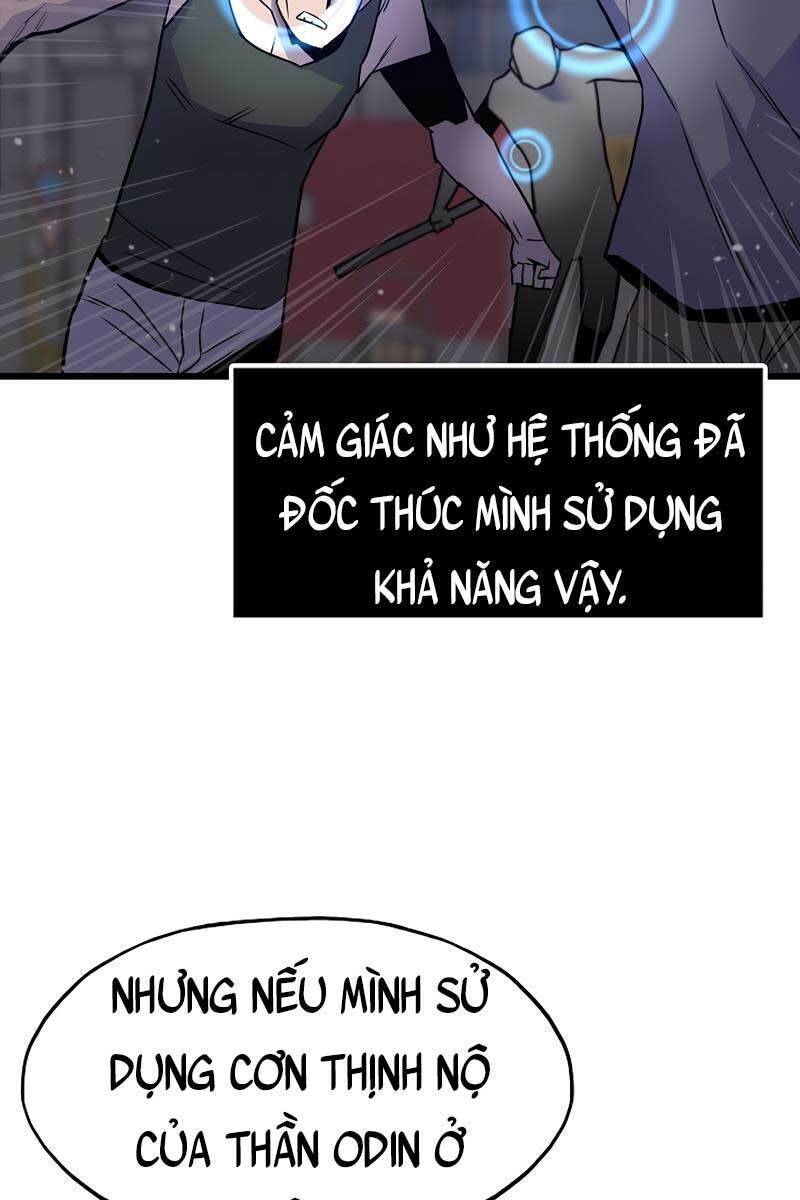 CẢM GIÁC NHƯ HỆ THỐNG ĐÃ
ĐỐC THÚC MÌNH SỬ DỤNG
KHẢ NĂNG VẬY.
NHƯNG NẾU MÌNH SỬ
DỤNG CƠN THỊNH NỘ
CỦA THẦN ODIN Ở